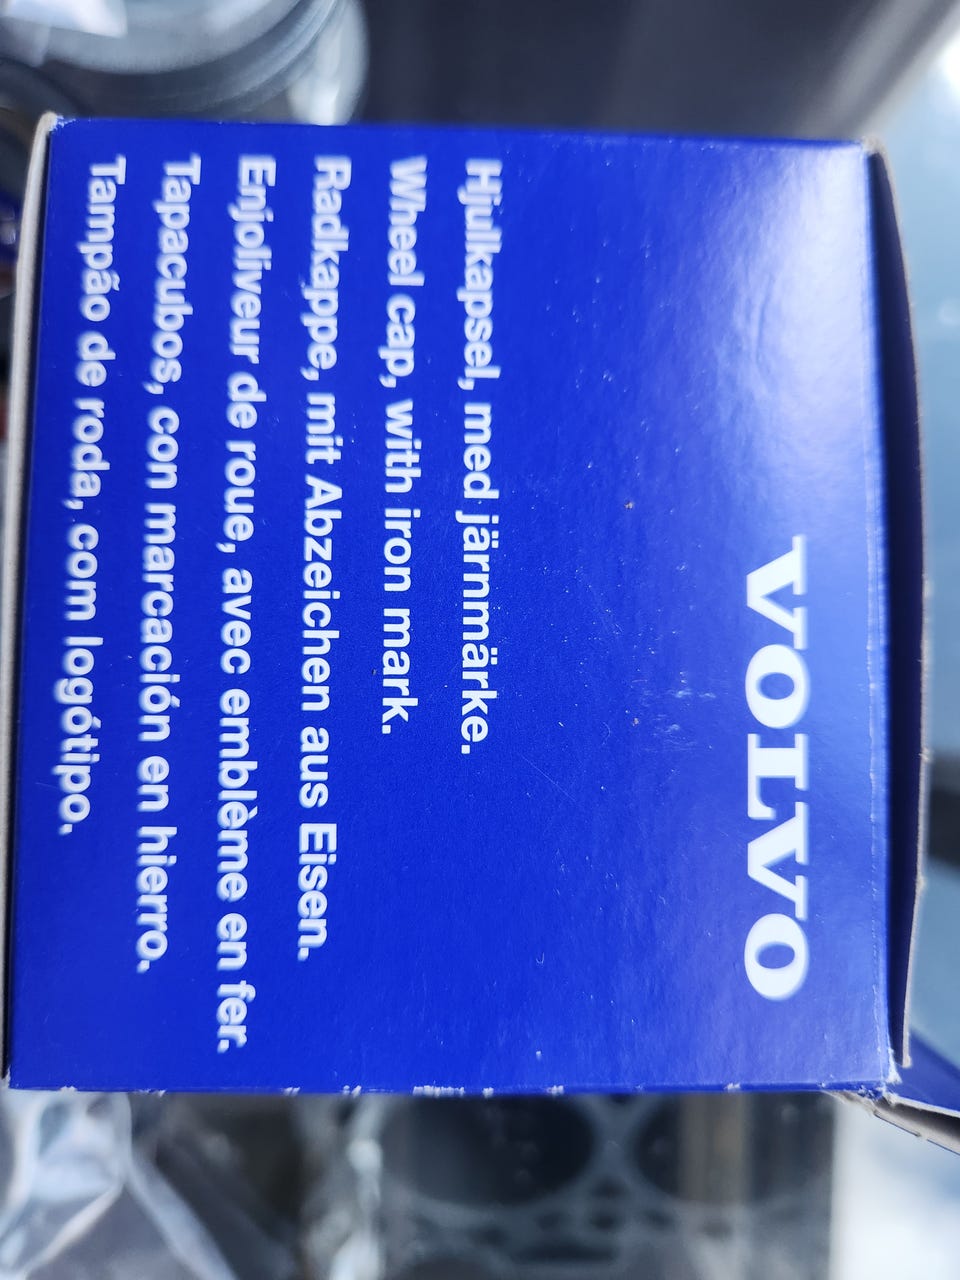 VOLVO
Hjulkapsel, med järnmärke.
Wheel cap, with iron mark.
Radkappe, mit Abzeichen aus Eisen.
Enjoliveur de roue, avec emblème en fer.
Tapacubos, con marcación en hierro.
Tampão de roda, com logótipo.